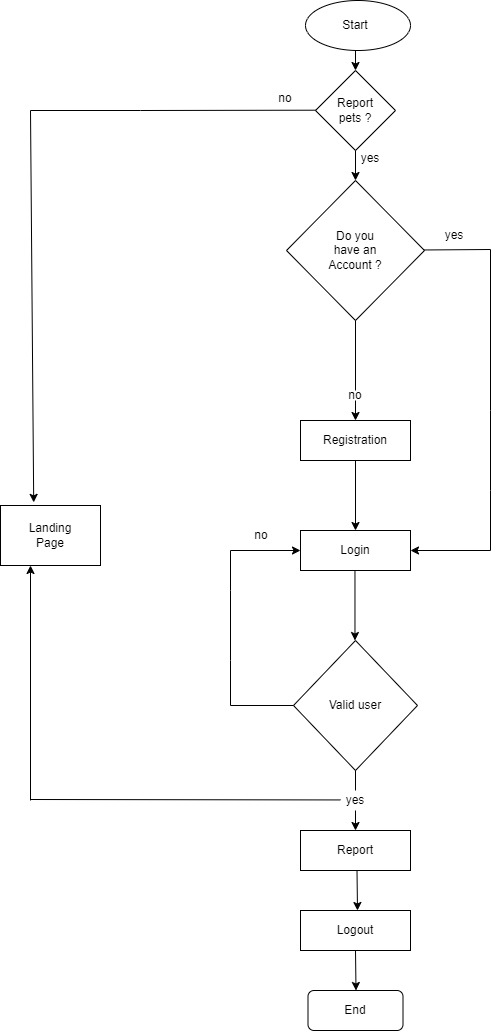 Start
no
Report
pets ?
yes
Do you
have an
Account ?
yes
no
Registration
Landing
Page
no
Login
Valid user
yes
Report
Logout
End